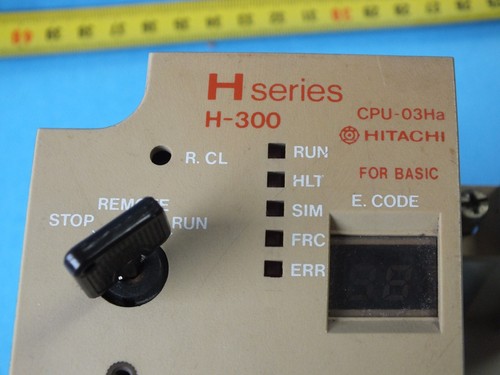 H series
H-300
CPU-03Ha
HITACHI
FOR BASIC
R. CL
RUN
HLT
SIM
FRC
ERR
E. CODE
REMOTE
STOP
RUN